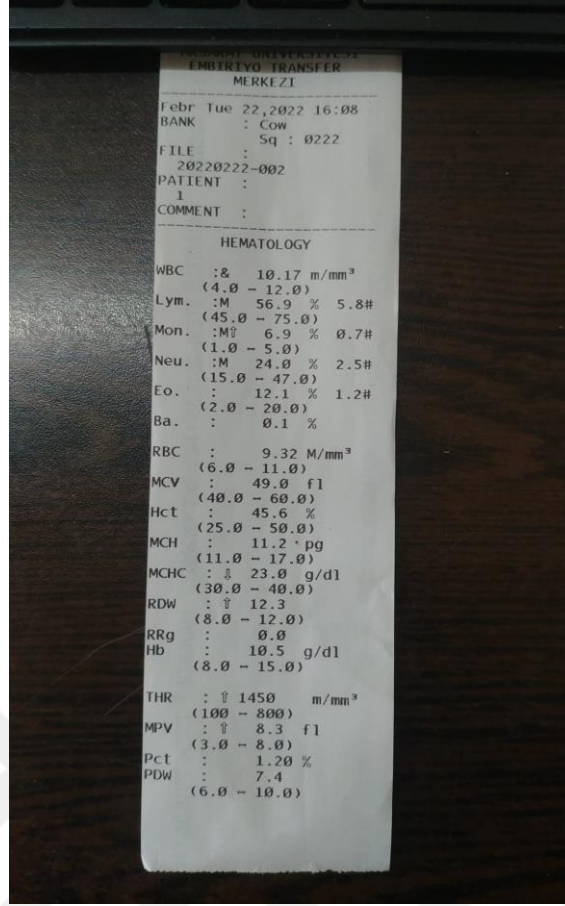 AKSARAY ÜNİVERSİTESİ
EMBIRIYO TRANSFER
MERKEZI
Febr Tue 22,2022 16:08
BANK : Cow
Sq : 0222
FILE :
20220222-002
PATIENT :
1
COMMENT :
HEMATOLOGY
WBC :& 10.17 m/mm³
(4.0 - 12.0)
Lym. :M 56.9 % 5.8#
(45.0 - 75.0)
Mon. :M⇑ 6.9 % 0.7#
(1.0 - 5.0)
Neu. :M 24.0 % 2.5#
(15.0 - 47.0)
Eo. : 12.1 % 1.2#
(2.0 - 20.0)
Ba. : 0.1 %
RBC : 9.32 M/mm³
(6.0 - 11.0)
MCV : 49.0 fl
(40.0 - 60.0)
Hct : 45.6 %
(25.0 - 50.0)
MCH : 11.2 pg
(11.0 - 17.0)
MCHC : ⇓ 23.0 g/dl
(30.0 - 40.0)
RDW : ⇑ 12.3
(8.0 - 12.0)
RRg : 0.0
Hb : 10.5 g/dl
(8.0 - 15.0)
THR : ⇑ 1450 m/mm³
(100 - 800)
MPV : ⇑ 8.3 fl
(3.0 - 8.0)
Pct : 1.20 %
PDW : 7.4
(6.0 - 10.0)